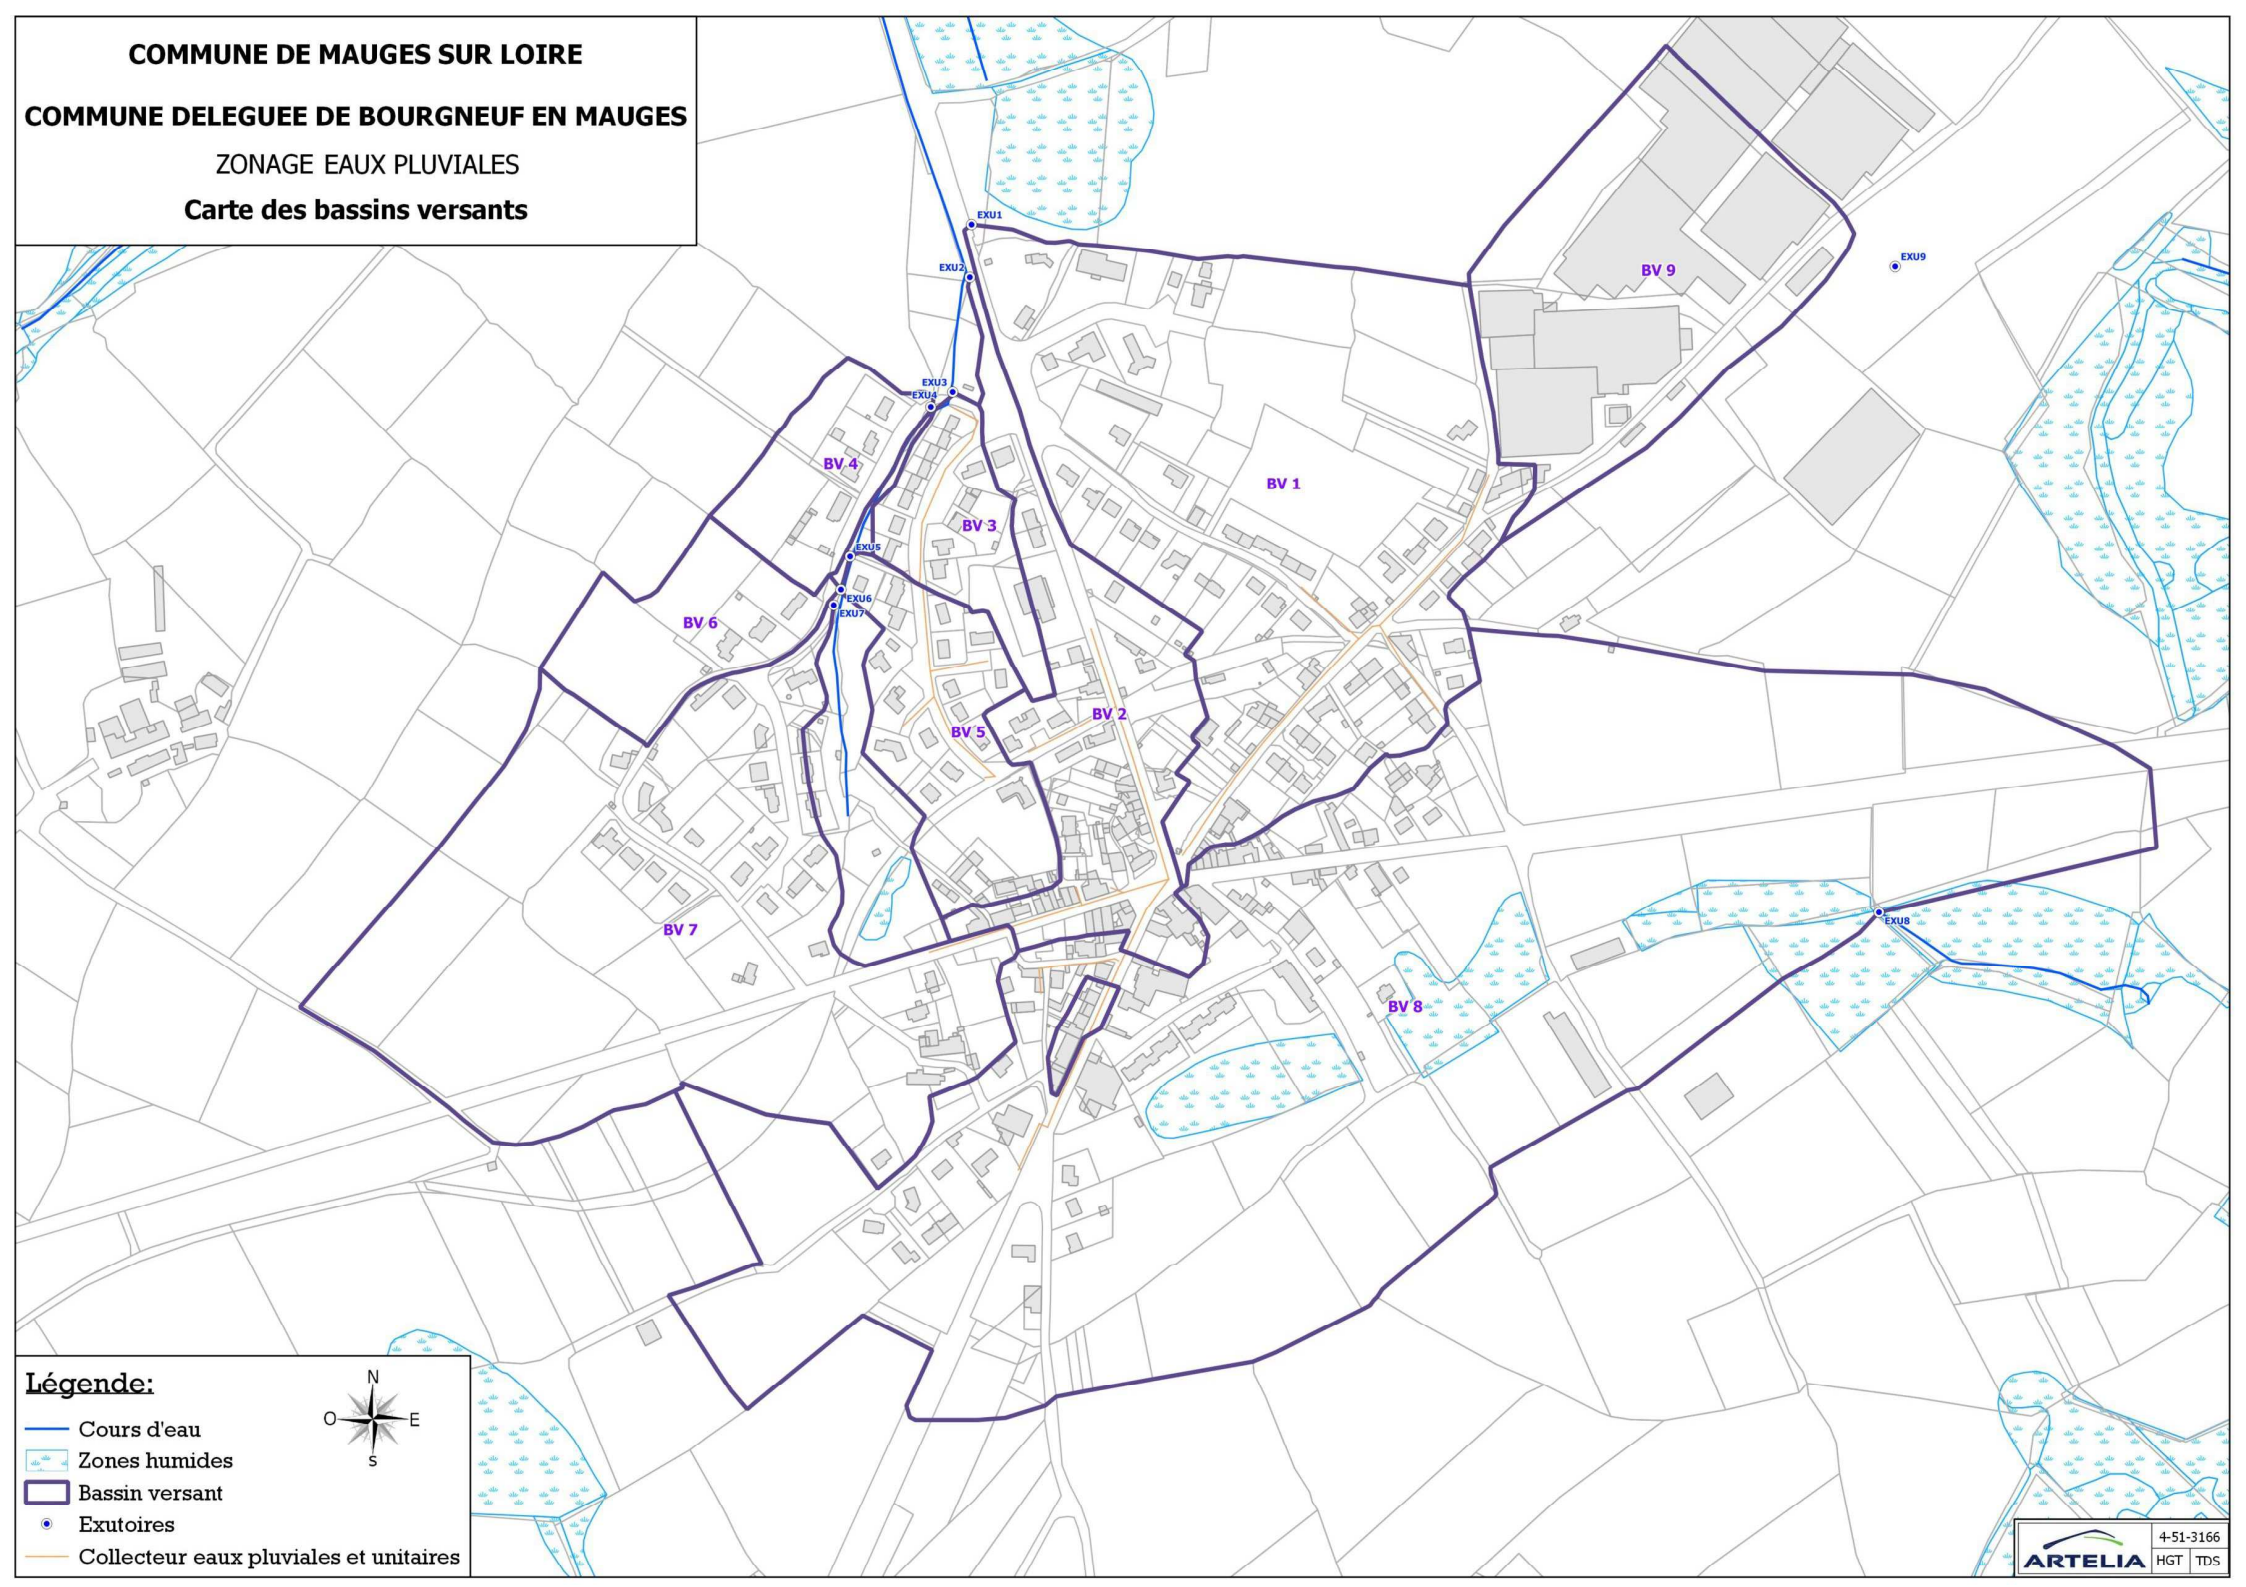 COMMUNE DE MAUGES SUR LOIRE
COMMUNE DELEGUEE DE BOURGNEUF EN MAUGES
ZONAGE EAUX PLUVIALES
Carte des bassins versants
EXU1
EXU2
EXU9
BV 9
EXU3
EXU4
BV 4
BV 1
BV 3
EXU5
EXU6
EXU7
BV 6
BV 2
BV 5
EXU8
BV 7
BV 8
Légende:
N
O
E
S
Cours d'eau
Zones humides
Bassin versant
Exutoires
Collecteur eaux pluviales et unitaires
ARTELIA
4-51-3166
HGT
TDS